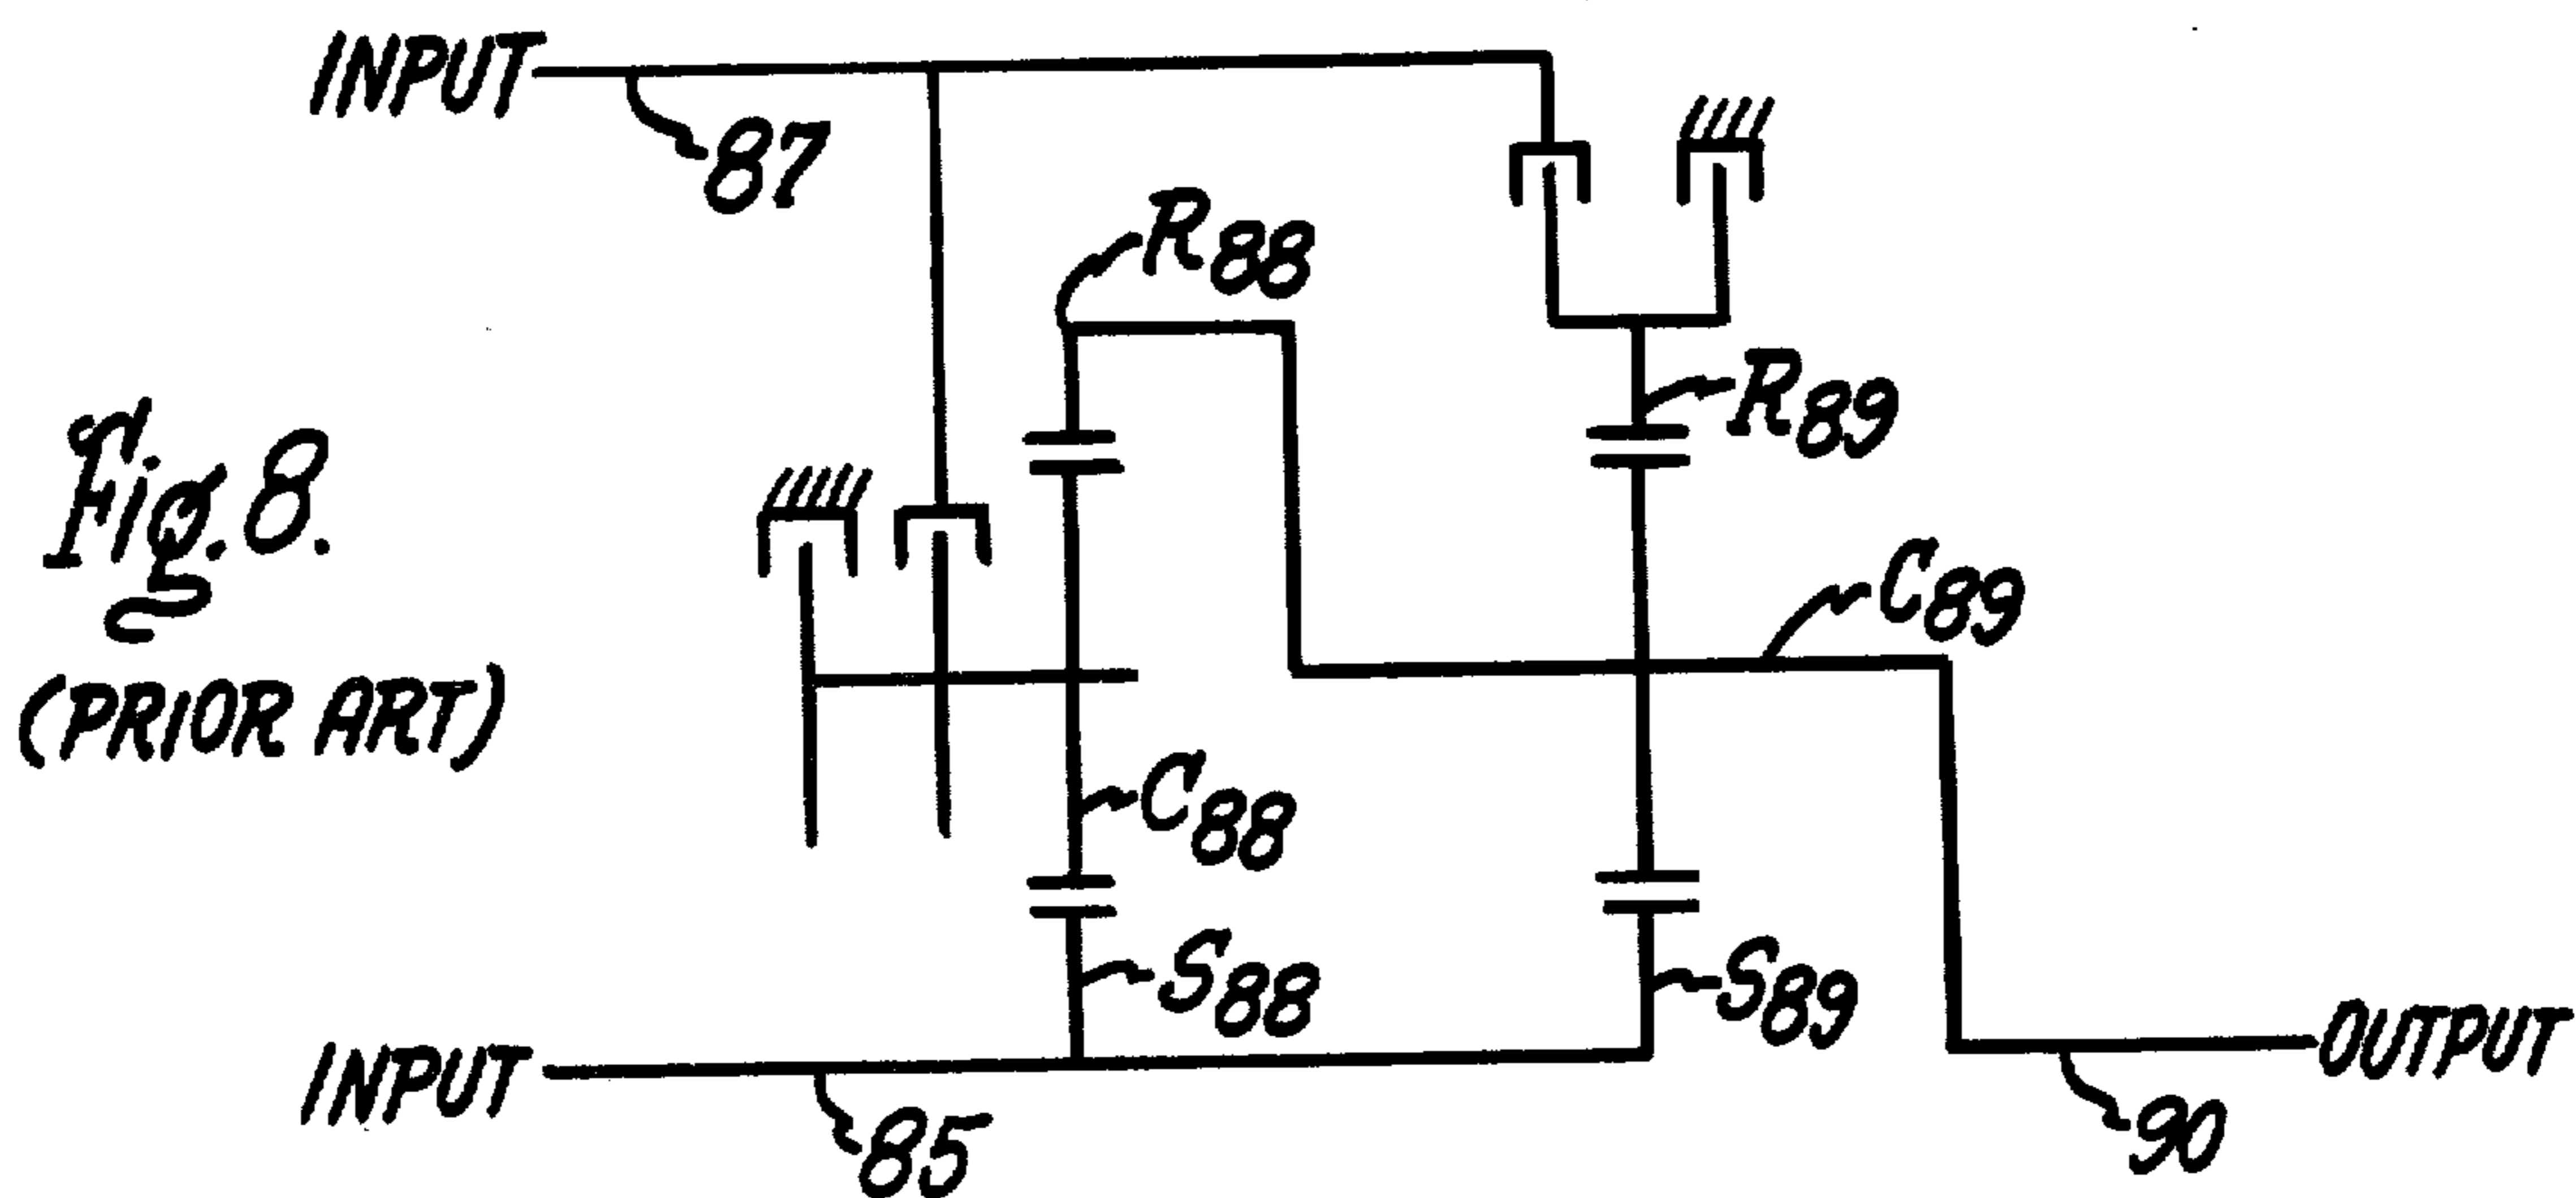 INPUT
87
R88
R89
Fig. 8.
C89
(PRIOR ART)
C88
S88
S89
INPUT
OUTPUT
85
90